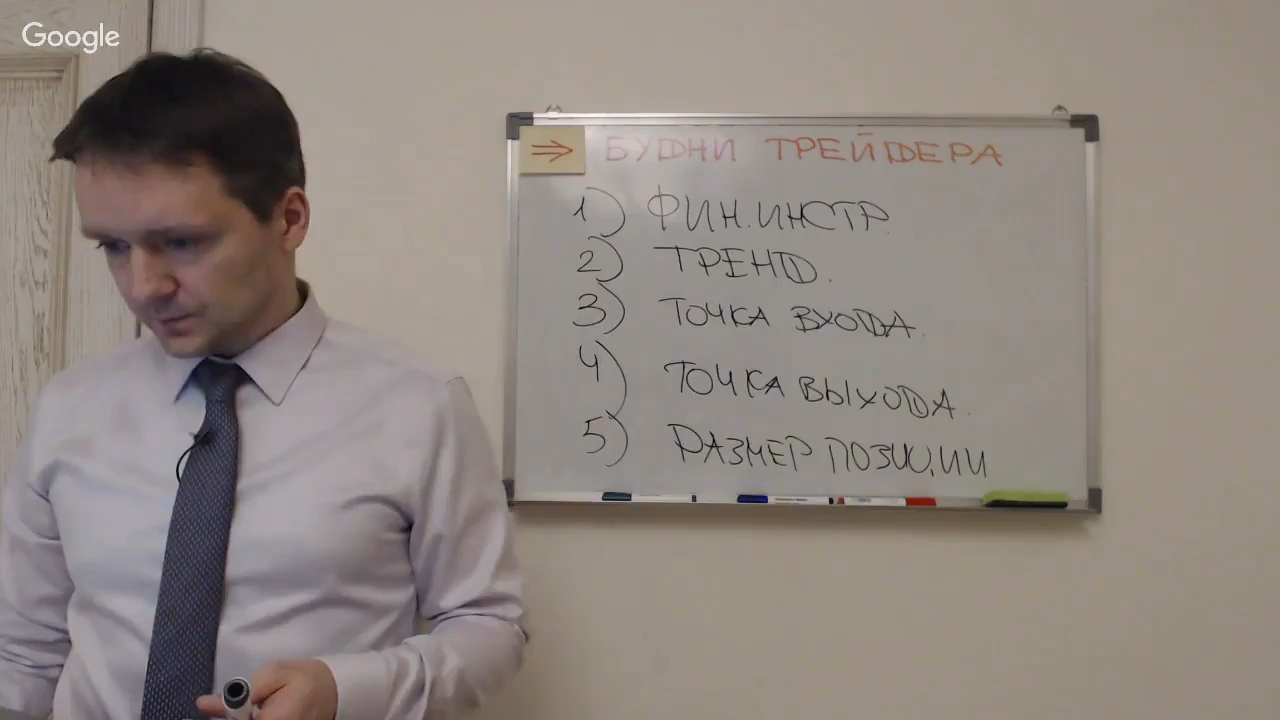 Google
⇒ БУДНИ ТРЕЙДЕРА
1) ФИН.ИНСТР.
2) ТРЕНД.
3) ТОЧКА ВХОДА.
4) ТОЧКА ВЫХОДА.
5) РАЗМЕР ПОЗИЦИИ